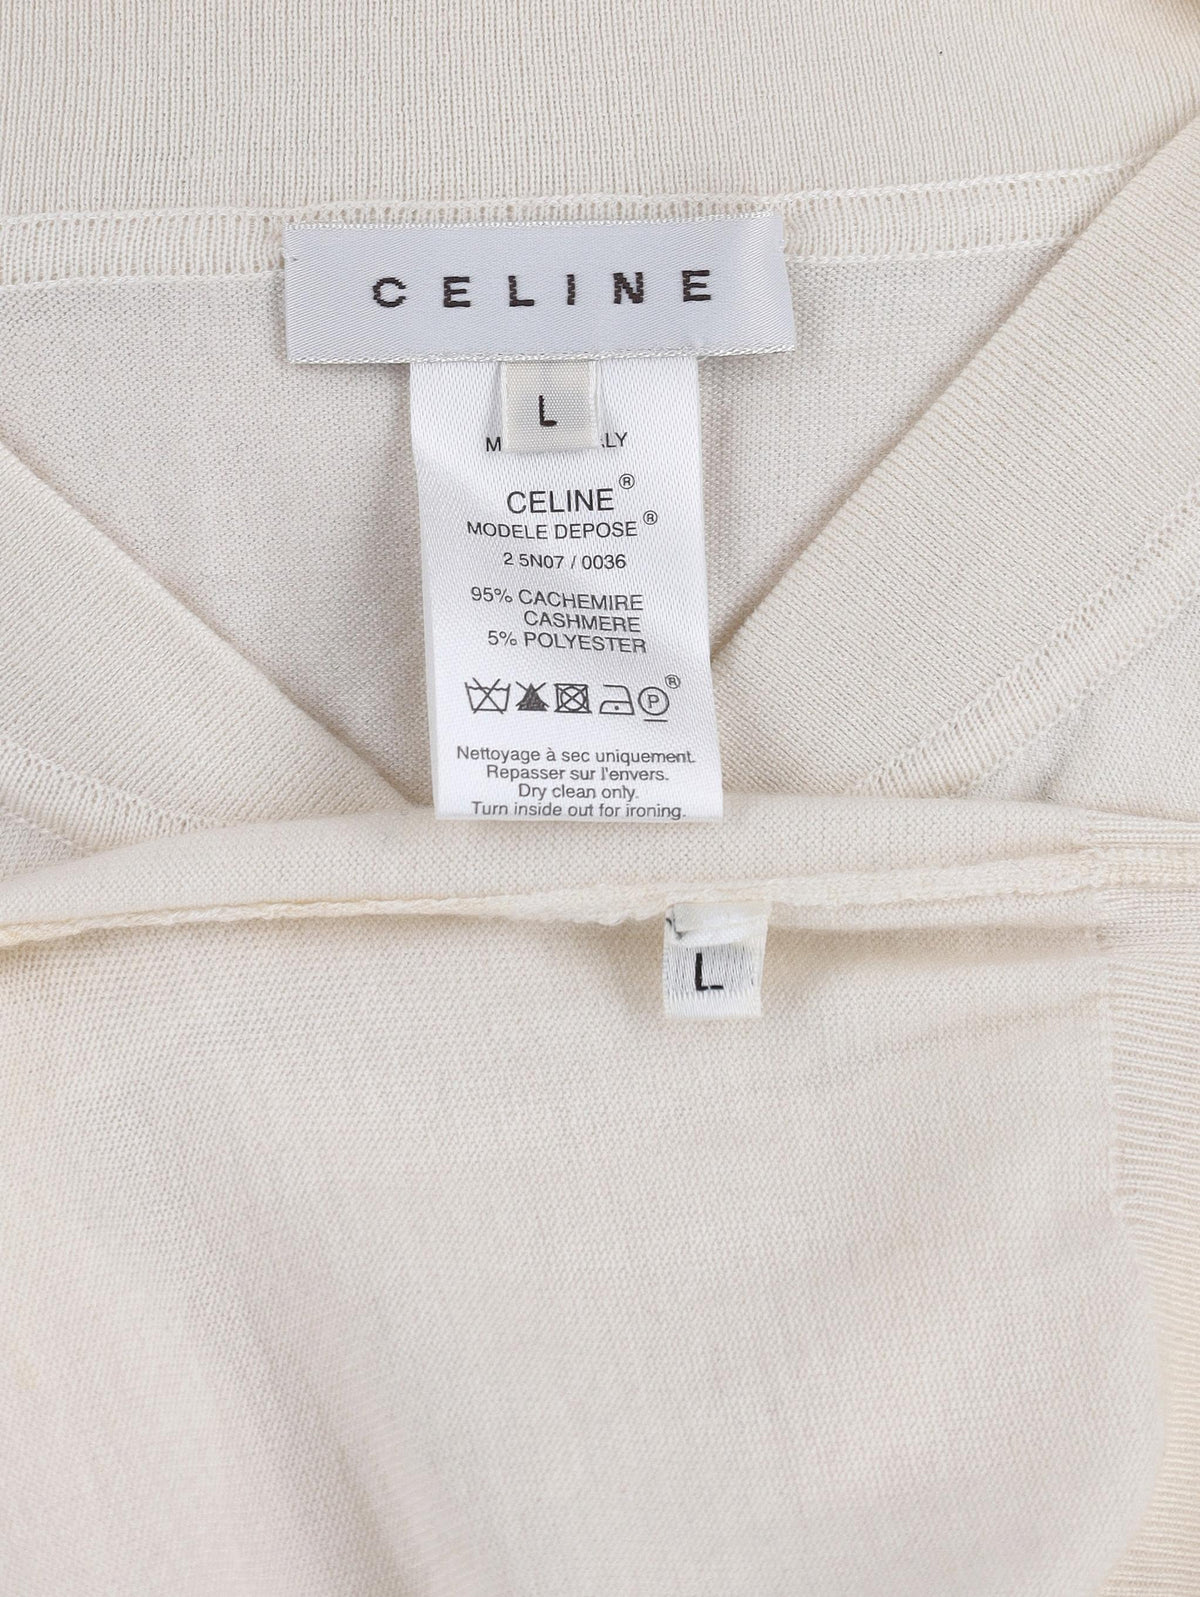 CELINE
L
CELINE®
MODELE DEPOSE®
2 5N07 / 0036
95% CACHEMIRE
CASHMERE
5% POLYESTER
P®
Nettoyage à sec uniquement.
Repasser sur l'envers.
Dry clean only.
Turn inside out for ironing.
L